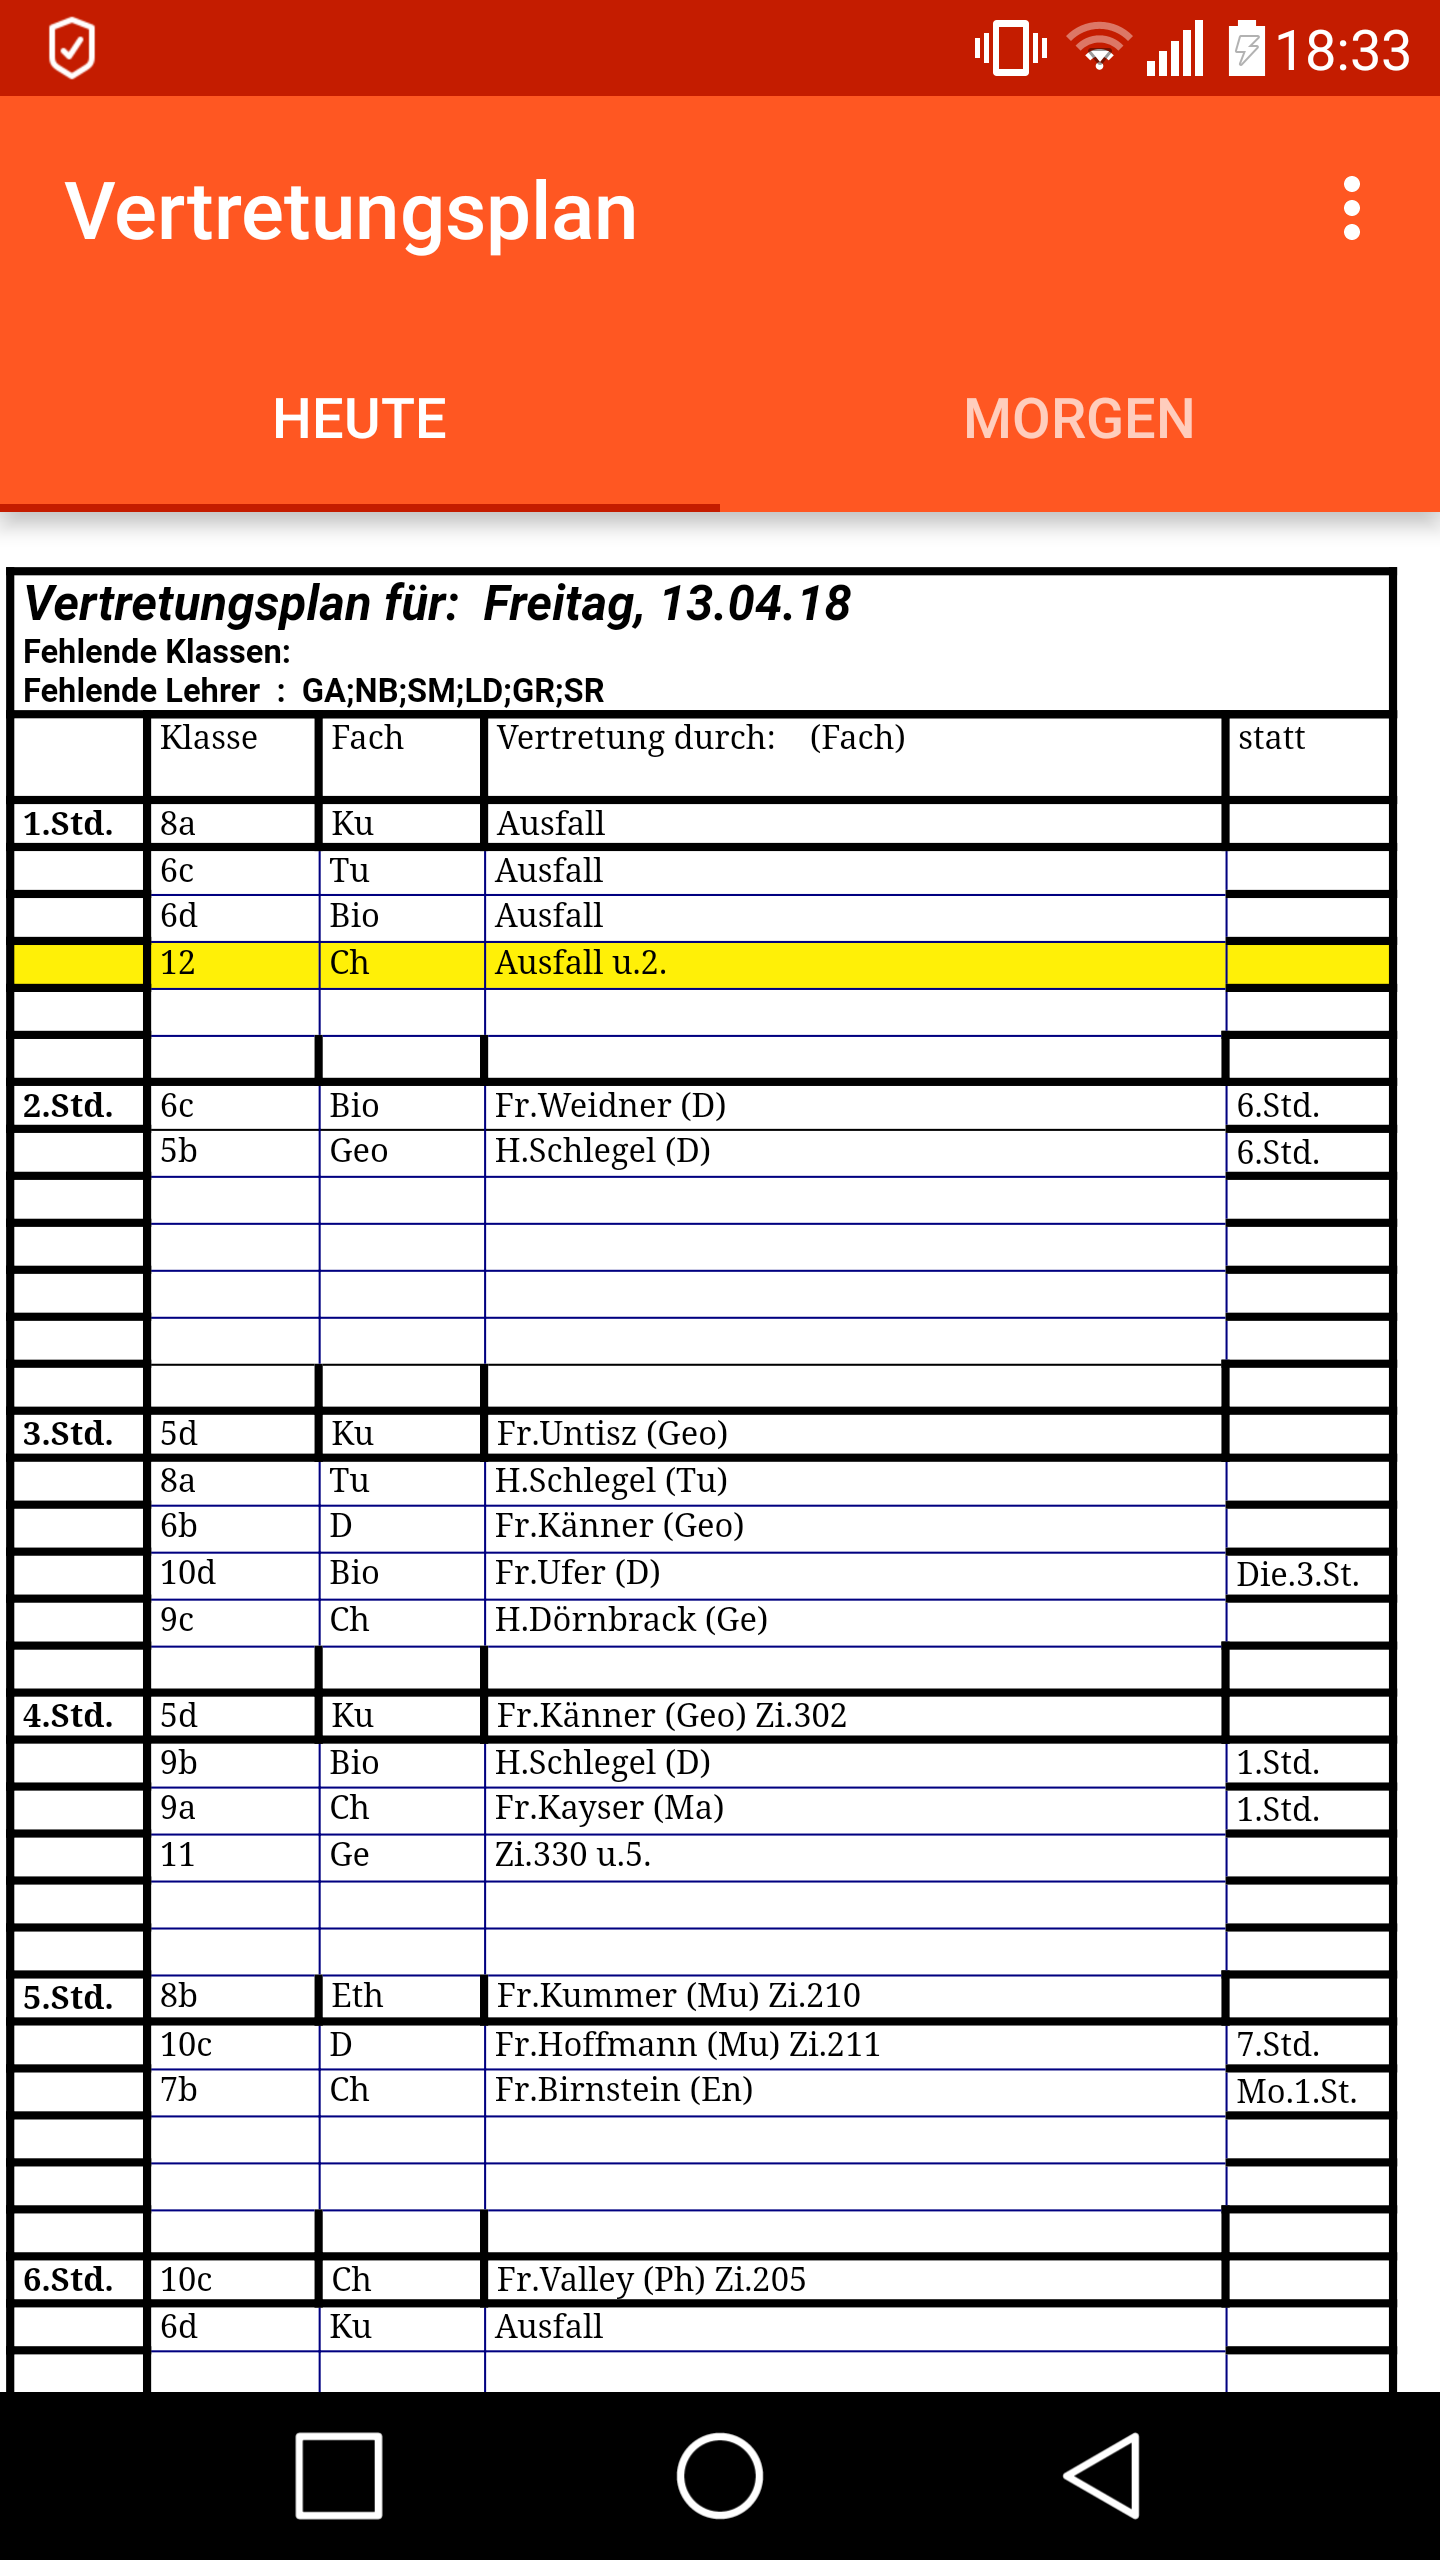 18:33
Vertretungsplan
HEUTE MORGEN
Vertretungsplan für: Freitag, 13.04.18
Fehlende Klassen:
Fehlende Lehrer : GA;NB;SM;LD;GR;SR
Klasse Fach Vertretung durch: (Fach) statt
1.Std. 8a Ku Ausfall
6c Tu Ausfall
6d Bio Ausfall
12 Ch Ausfall u.2.
2.Std. 6c Bio Fr.Weidner (D) 6.Std.
5b Geo H.Schlegel (D) 6.Std.
3.Std. 5d Ku Fr.Untisz (Geo)
8a Tu H.Schlegel (Tu)
6b D Fr.Känner (Geo)
10d Bio Fr.Ufer (D) Die.3.St.
9c Ch H.Dörnbrack (Ge)
4.Std. 5d Ku Fr.Känner (Geo) Zi.302
9b Bio H.Schlegel (D) 1.Std.
9a Ch Fr.Kayser (Ma) 1.Std.
11 Ge Zi.330 u.5.
5.Std. 8b Eth Fr.Kummer (Mu) Zi.210
10c D Fr.Hoffmann (Mu) Zi.211 7.Std.
7b Ch Fr.Birnstein (En) Mo.1.St.
6.Std. 10c Ch Fr.Valley (Ph) Zi.205
6d Ku Ausfall